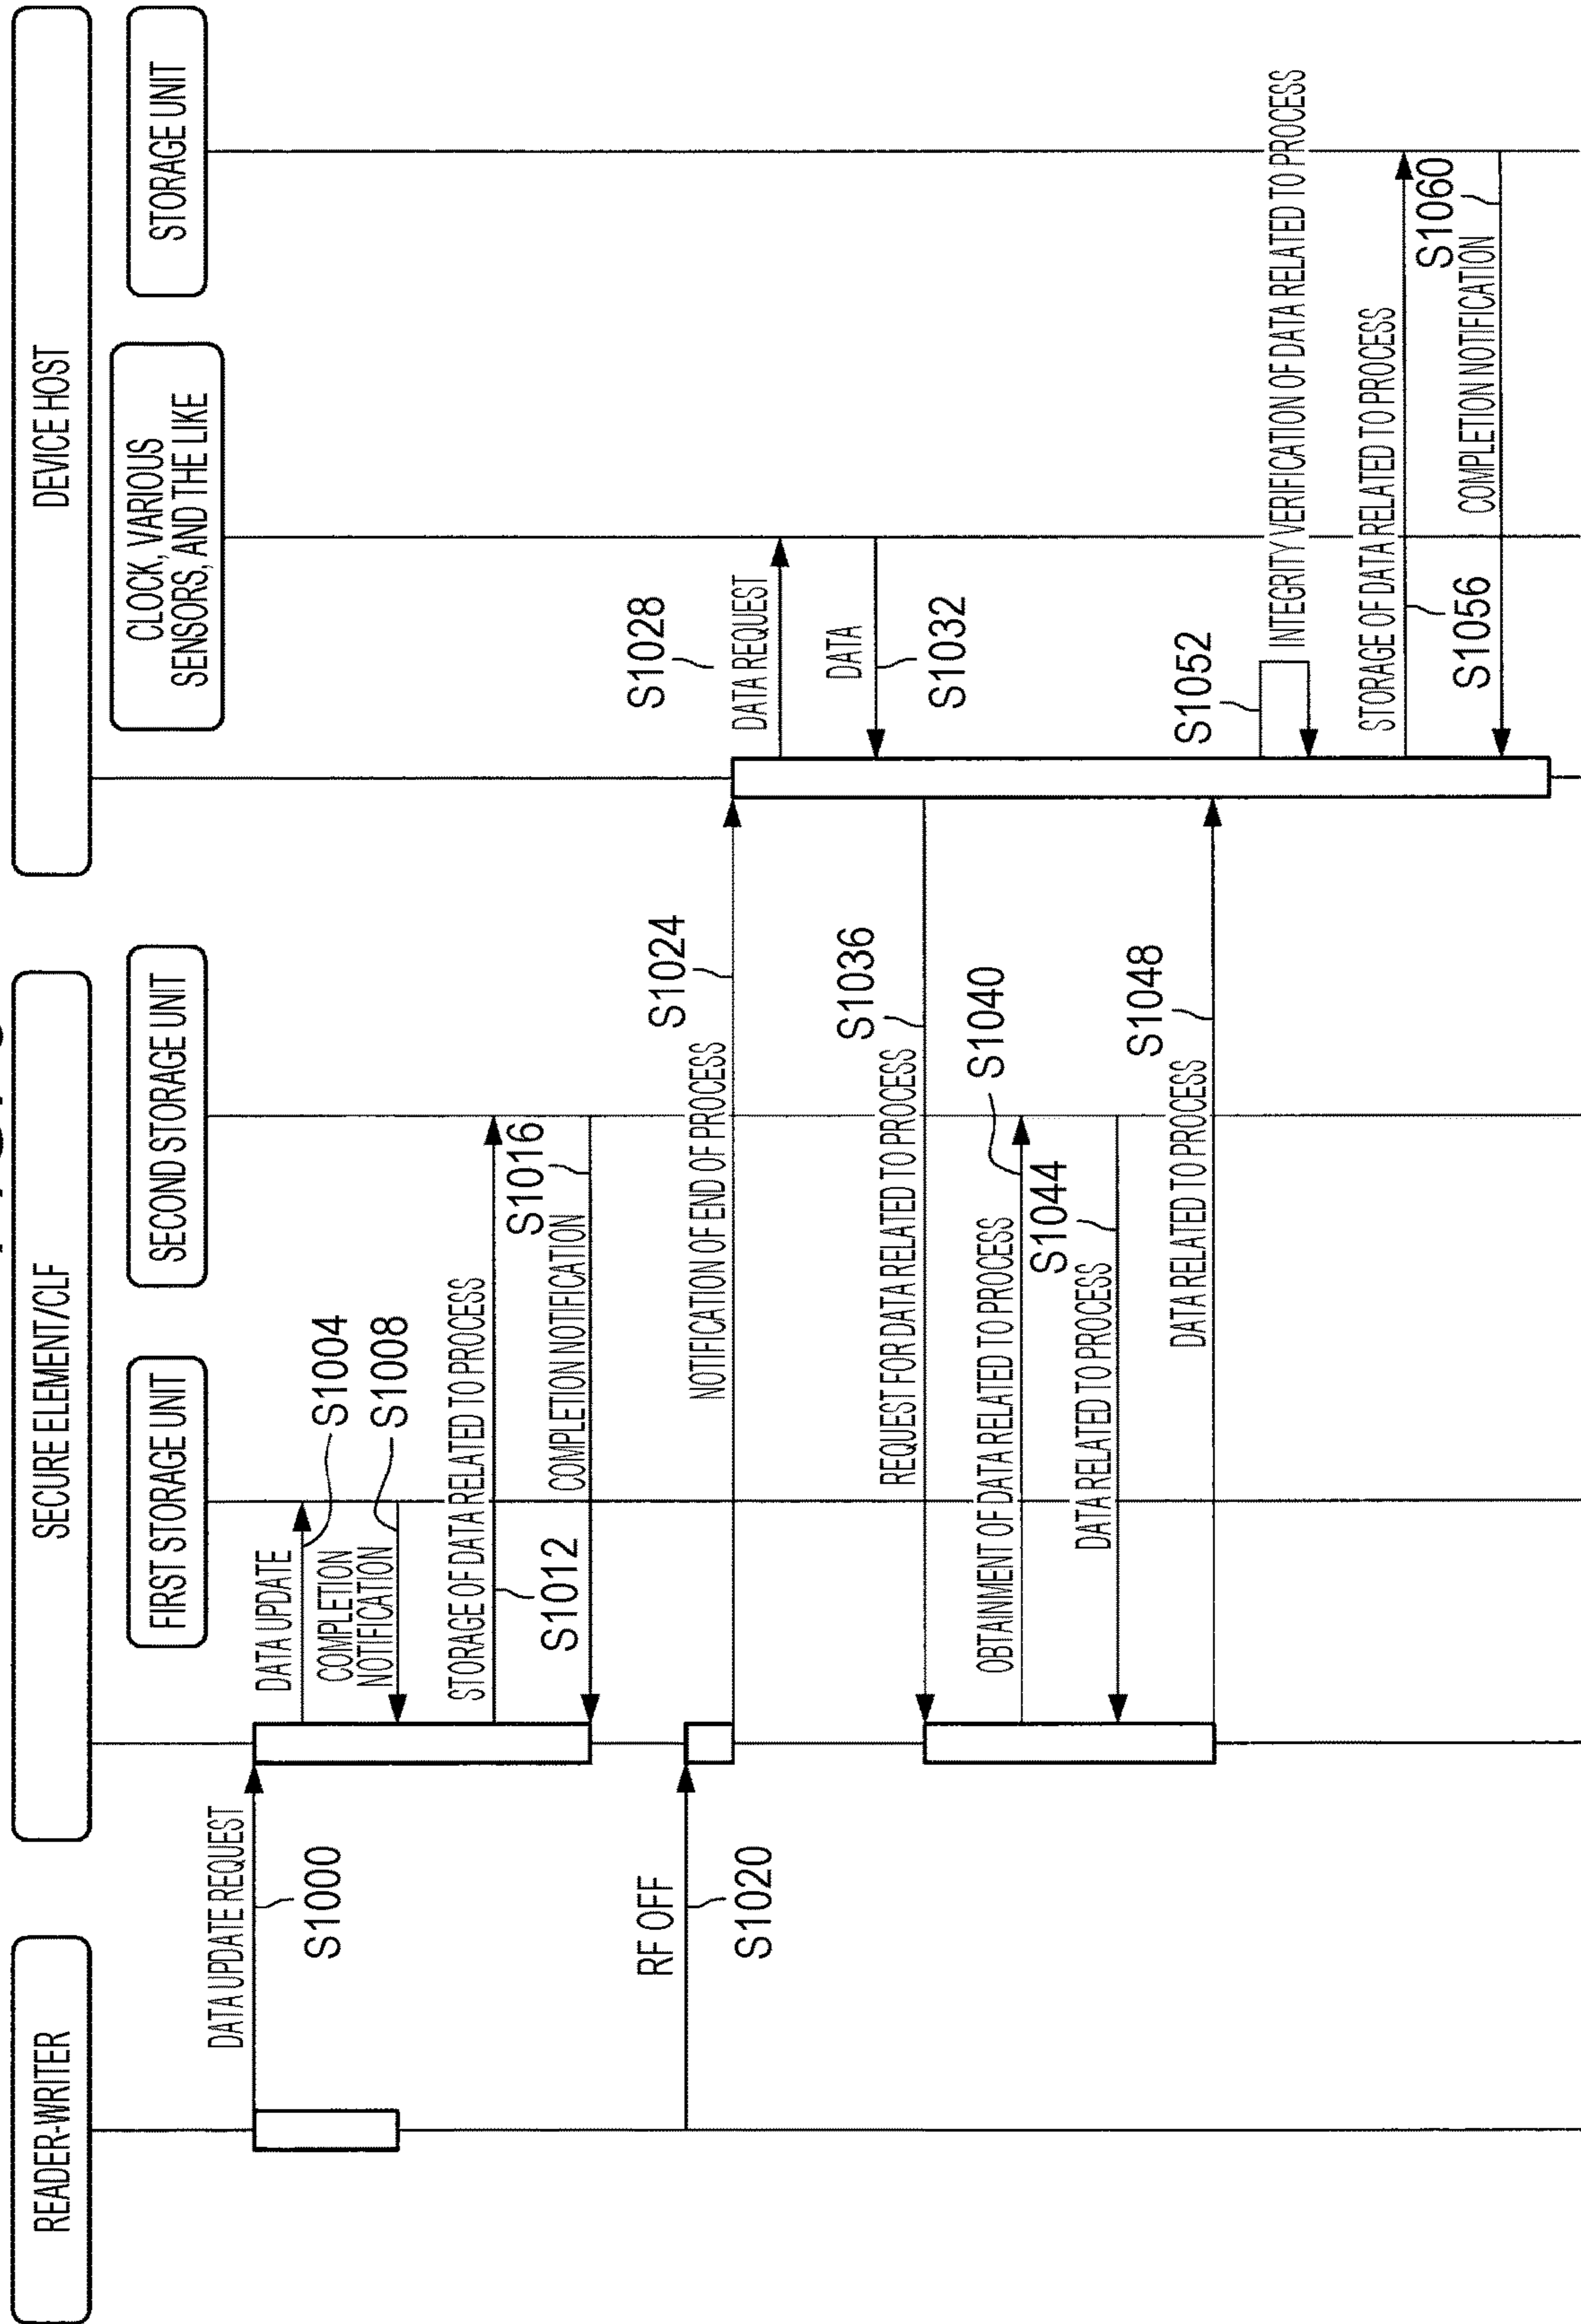 READER-WRITER
SECURE ELEMENT/CLF
DEVICE HOST
FIRST STORAGE UNIT
SECOND STORAGE UNIT
CLOCK, VARIOUS
SENSORS, AND THE LIKE
STORAGE UNIT
DATA UPDATE REQUEST
S1000
DATA UPDATE
S1004
COMPLETION
NOTIFICATION
S1008
STORAGE OF DATA RELATED TO PROCESS
S1012
S1016
COMPLETION NOTIFICATION
RF OFF
S1020
NOTIFICATION OF END OF PROCESS
S1024
S1028
DATA REQUEST
DATA
S1032
REQUEST FOR DATA RELATED TO PROCESS
S1036
OBTAINMENT OF DATA RELATED TO PROCESS
S1040
S1044
DATA RELATED TO PROCESS
DATA RELATED TO PROCESS
S1048
S1052
INTEGRITY VERIFICATION OF DATA RELATED TO PROCESS
STORAGE OF DATA RELATED TO PROCESS
S1056
S1060
COMPLETION NOTIFICATION